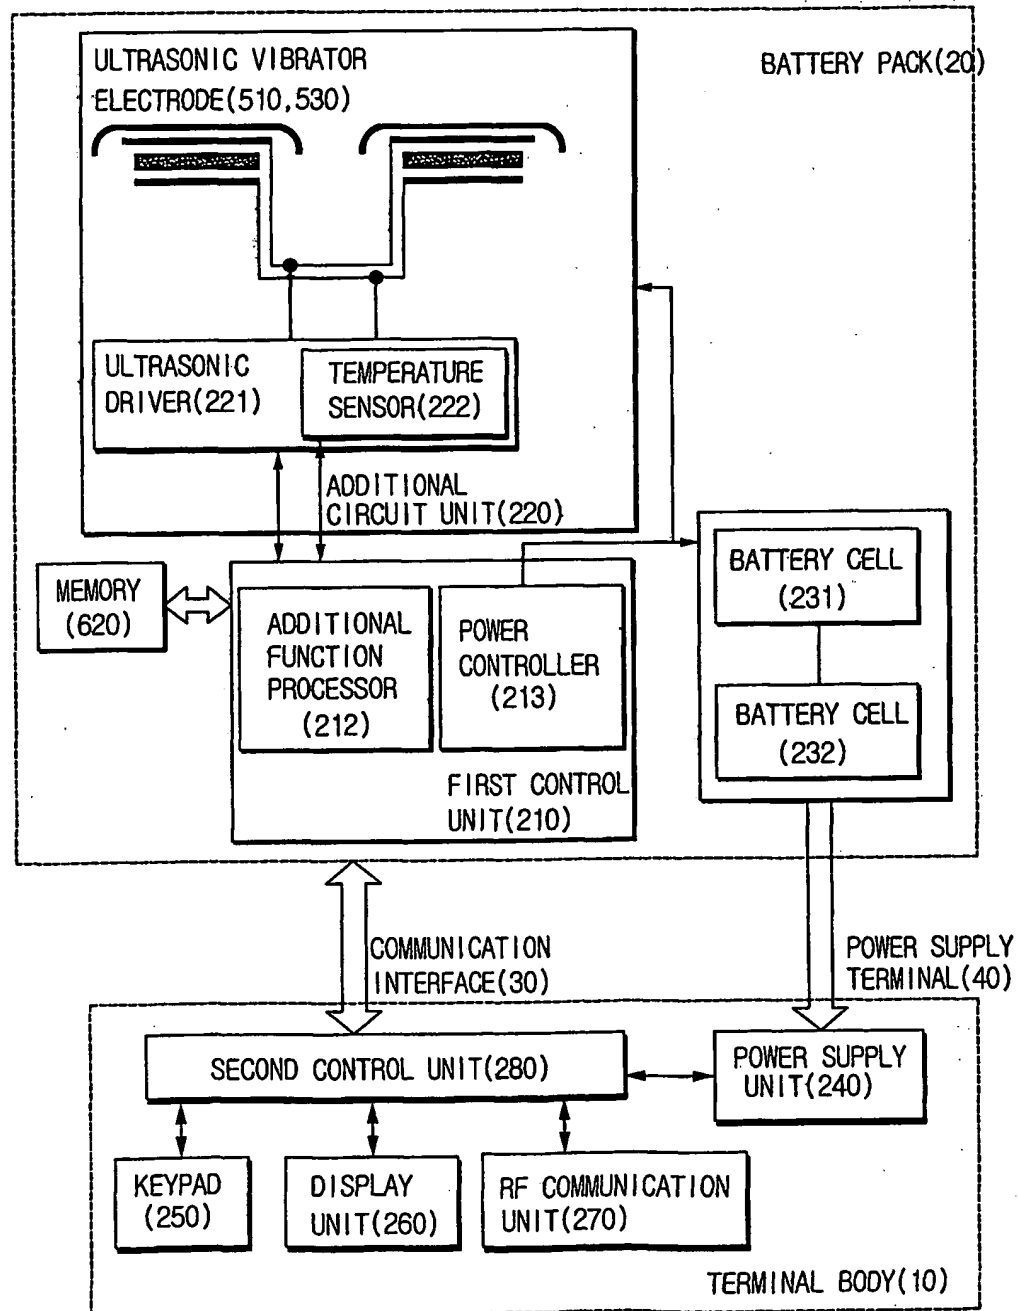 ULTRASONIC VIBRATOR
ELECTRODE(510,530)
BATTERY PACK(20)
ULTRASONIC
DRIVER(221)
TEMPERATURE
SENSOR(222)
ADDITIONAL
CIRCUIT UNIT(220)
MEMORY
(620)
ADDITIONAL
FUNCTION
PROCESSOR
(212)
POWER
CONTROLLER
(213)
FIRST CONTROL
UNIT(210)
BATTERY CELL
(231)
BATTERY CELL
(232)
COMMUNICATION
INTERFACE(30)
POWER SUPPLY
TERMINAL(40)
SECOND CONTROL UNIT(280)
POWER SUPPLY
UNIT(240)
KEYPAD
(250)
DISPLAY
UNIT(260)
RF COMMUNICATION
UNIT(270)
TERMINAL BODY(10)